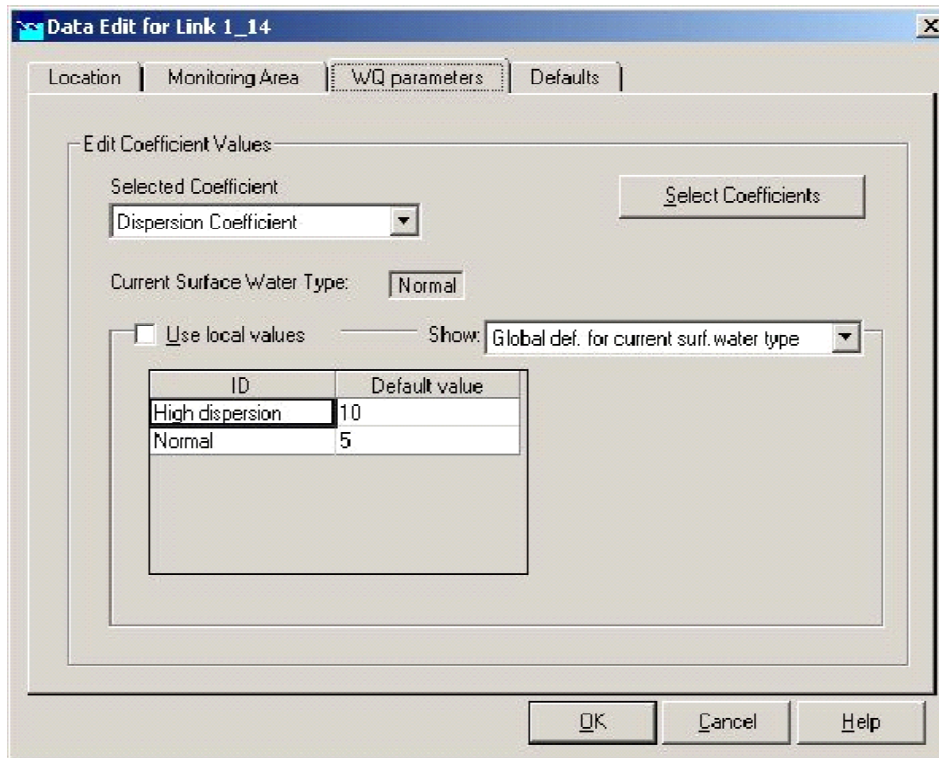 Data Edit for Link 1_14
Location Monitoring Area WQ parameters Defaults
Edit Coefficient Values
Selected Coefficient
Select Coefficients
Dispersion Coefficient
Current Surface Water Type: Normal
Use local values Show: Global def. for current surf.water type
ID Default value
High dispersion 10
Normal 5
OK Cancel Help